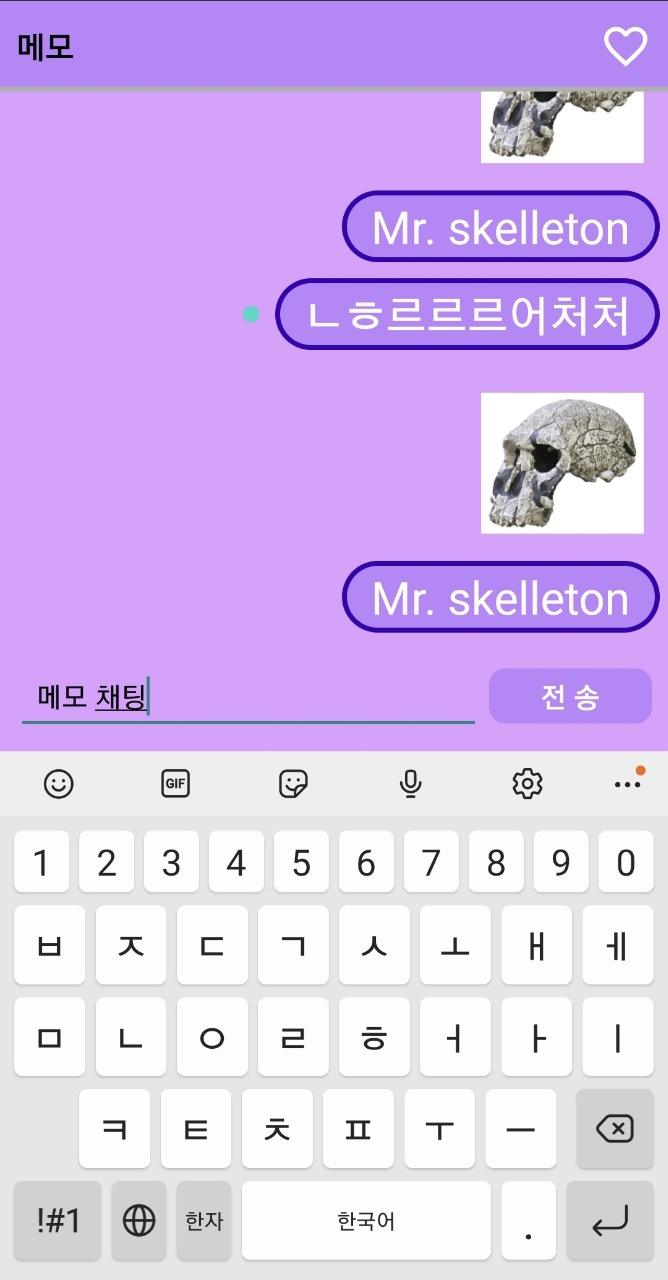 메모
Mr. skelleton
ㄴㅎ르르르어처처
Mr. skelleton
메모 채팅
전 송
GIF
1 2 3 4 5 6 7 8 9 0
ㅂ ㅈ ㄷ ㄱ ㅅ ㅗ ㅐ ㅔ
ㅁ ㄴ ㅇ ㄹ ㅎ ㅓ ㅏ ㅣ
ㅋ ㅌ ㅊ ㅍ ㅜ ㅡ
!#1 한자 한국어 .